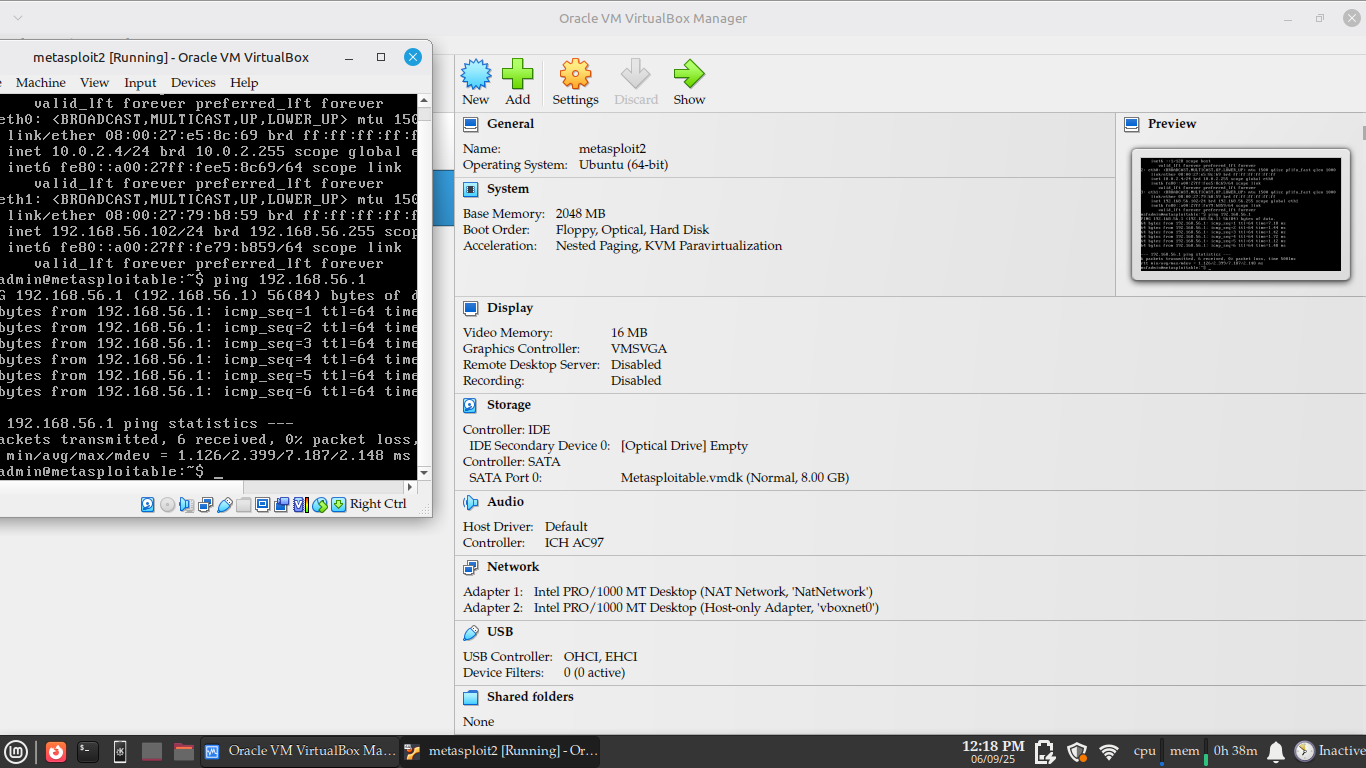 Oracle VM VirtualBox Manager
metasploit2 [Running] - Oracle VM VirtualBox
Machine View Input Devices Help
valid_lft forever preferred_lft forever
eth0: <BROADCAST,MULTICAST,UP,LOWER_UP> mtu 150
link/ether 08:00:27:e5:8c:69 brd ff:ff:ff:ff:f
inet 10.0.2.4/24 brd 10.0.2.255 scope global e
inet6 fe80::a00:27ff:fee5:8c69/64 scope link
valid_lft forever preferred_lft forever
eth1: <BROADCAST,MULTICAST,UP,LOWER_UP> mtu 150
link/ether 08:00:27:79:b8:59 brd ff:ff:ff:ff:f
inet 192.168.56.102/24 brd 192.168.56.255 scop
inet6 fe80::a00:27ff:fe79:b859/64 scope link
valid_lft forever preferred_lft forever
admin@metasploitable:~$ ping 192.168.56.1
G 192.168.56.1 (192.168.56.1) 56(84) bytes of d
bytes from 192.168.56.1: icmp_seq=1 ttl=64 time
bytes from 192.168.56.1: icmp_seq=2 ttl=64 time
bytes from 192.168.56.1: icmp_seq=3 ttl=64 time
bytes from 192.168.56.1: icmp_seq=4 ttl=64 time
bytes from 192.168.56.1: icmp_seq=5 ttl=64 time
bytes from 192.168.56.1: icmp_seq=6 ttl=64 time
192.168.56.1 ping statistics ---
ackets transmitted, 6 received, 0% packet loss,
min/avg/max/mdev = 1.126/2.399/7.187/2.148 ms
admin@metasploitable:~$ _
Right Ctrl
New Add Settings Discard Show
General
Name: metasploit2
Operating System: Ubuntu (64-bit)
System
Base Memory: 2048 MB
Boot Order: Floppy, Optical, Hard Disk
Acceleration: Nested Paging, KVM Paravirtualization
Preview
Display
Video Memory: 16 MB
Graphics Controller: VMSVGA
Remote Desktop Server: Disabled
Recording: Disabled
Storage
Controller: IDE
IDE Secondary Device 0: [Optical Drive] Empty
Controller: SATA
SATA Port 0: Metasploitable.vmdk (Normal, 8.00 GB)
Audio
Host Driver: Default
Controller: ICH AC97
Network
Adapter 1: Intel PRO/1000 MT Desktop (NAT Network, 'NatNetwork')
Adapter 2: Intel PRO/1000 MT Desktop (Host-only Adapter, 'vboxnet0')
USB
USB Controller: OHCI, EHCI
Device Filters: 0 (0 active)
Shared folders
None
Oracle VM VirtualBox Ma...
metasploit2 [Running] - Or...
12:18 PM
06/09/25
cpu mem 0h 38m Inactive